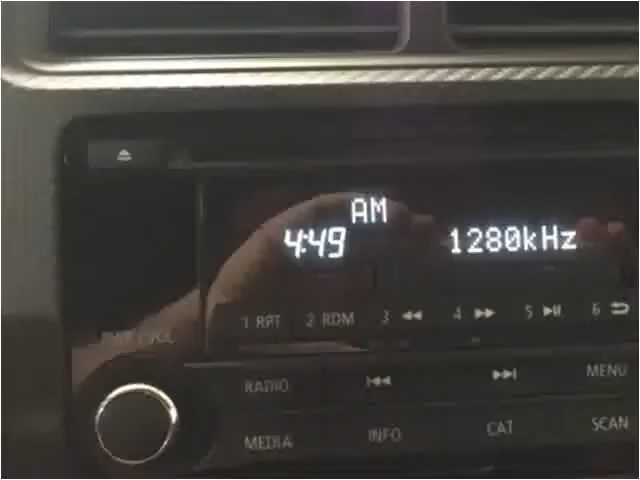 AM
4:49 1280kHz
1 RPT 2 RDM 3 4 5 6
RADIO MENU
MEDIA INFO CAT SCAN